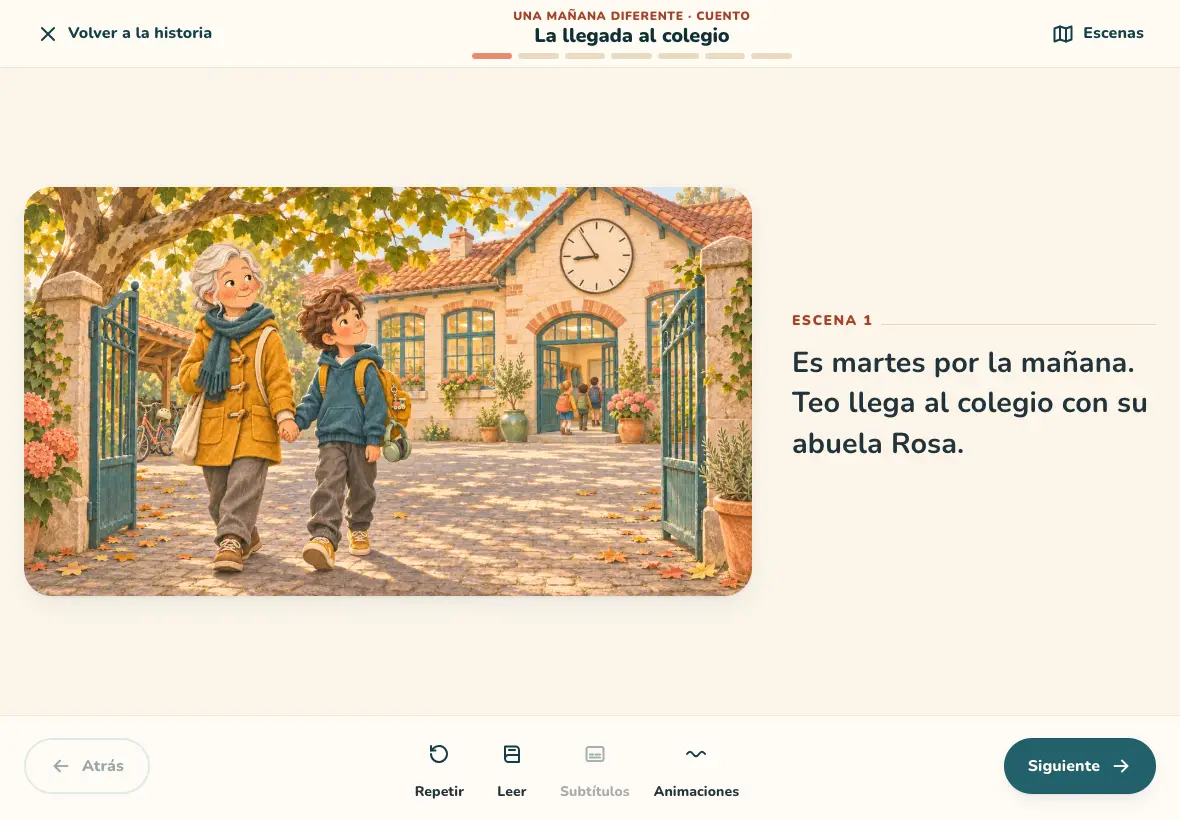 Volver a la historia
UNA MAÑANA DIFERENTE · CUENTO
La llegada al colegio
Escenas
ESCENA 1
Es martes por la mañana.
Teo llega al colegio con su
abuela Rosa.
Atrás
Repetir
Leer
Subtítulos
Animaciones
Siguiente